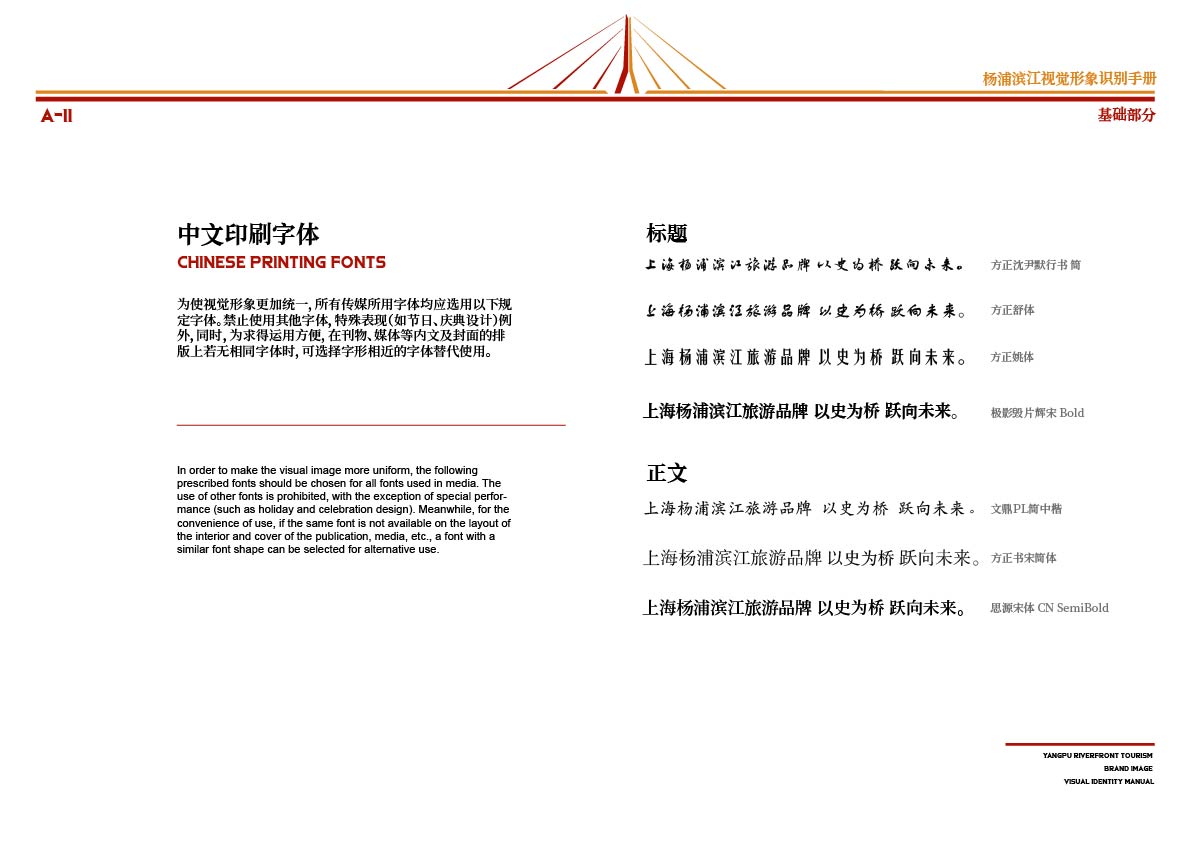 杨浦滨江视觉形象识别手册
A-11
基础部分
中文印刷字体
CHINESE PRINTING FONTS
为使视觉形象更加统一, 所有传媒所用字体均应选用以下规
定字体。禁止使用其他字体, 特殊表现(如节日、庆典设计)例
外, 同时, 为求得运用方便, 在刊物、媒体等内文及封面的排
版上若无相同字体时, 可选择字形相近的字体替代使用。
In order to make the visual image more uniform, the following
prescribed fonts should be chosen for all fonts used in media. The
use of other fonts is prohibited, with the exception of special perfor-
mance (such as holiday and celebration design). Meanwhile, for the
convenience of use, if the same font is not available on the layout of
the interior and cover of the publication, media, etc., a font with a
similar font shape can be selected for alternative use.
标题
上海杨浦滨江旅游品牌 以史为桥 跃向未来。 方正沈尹默行书 简
上海杨浦滨江旅游品牌 以史为桥 跃向未来。 方正舒体
上海杨浦滨江旅游品牌 以史为桥 跃向未来。 方正姚体
上海杨浦滨江旅游品牌 以史为桥 跃向未来。 极影毁片辉宋 Bold
正文
上海杨浦滨江旅游品牌 以史为桥 跃向未来。 文鼎PL简中楷
上海杨浦滨江旅游品牌 以史为桥 跃向未来。 方正书宋简体
上海杨浦滨江旅游品牌 以史为桥 跃向未来。 思源宋体 CN SemiBold
YANGPU RIVERFRONT TOURISM
BRAND IMAGE
VISUAL IDENTITY MANUAL